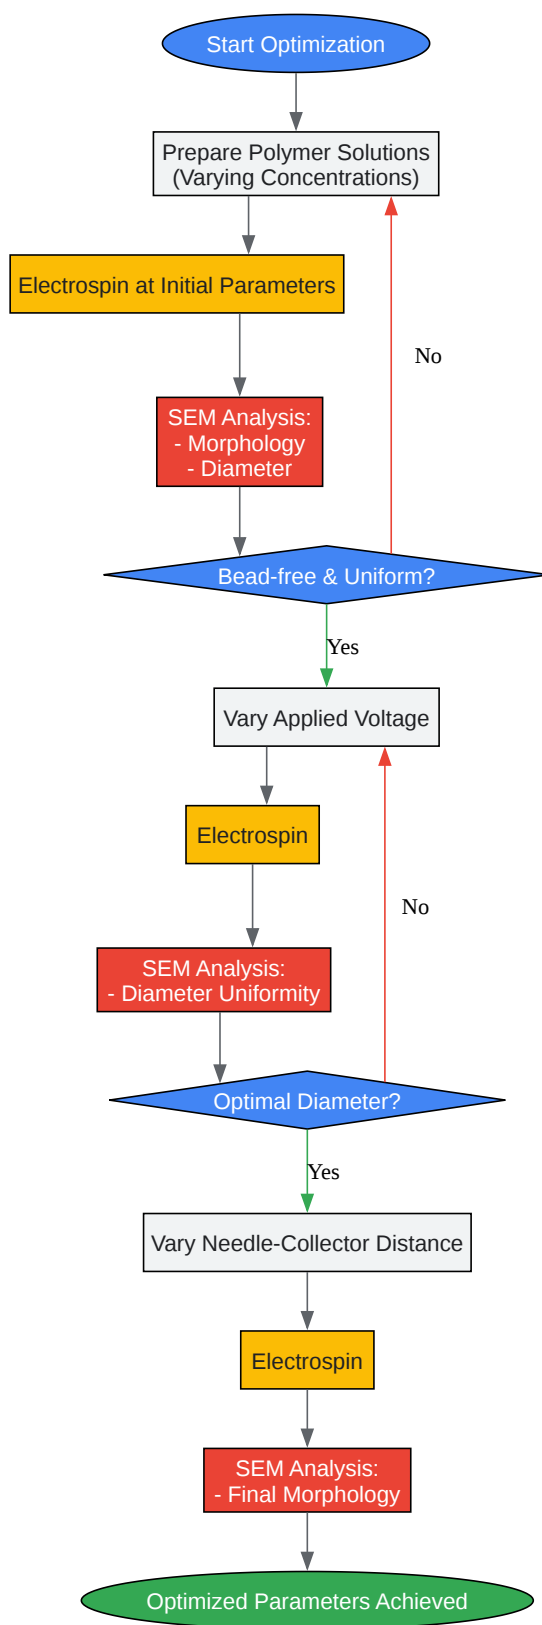 Start Optimization
Prepare Polymer Solutions
(Varying Concentrations)
Electrospin at Initial Parameters
No
SEM Analysis:
- Morphology
- Diameter
Bead-free & Uniform?
Yes
Vary Applied Voltage
Electrospin
No
SEM Analysis:
- Diameter Uniformity
Optimal Diameter?
Yes
Vary Needle-Collector Distance
Electrospin
SEM Analysis:
- Final Morphology
Optimized Parameters Achieved